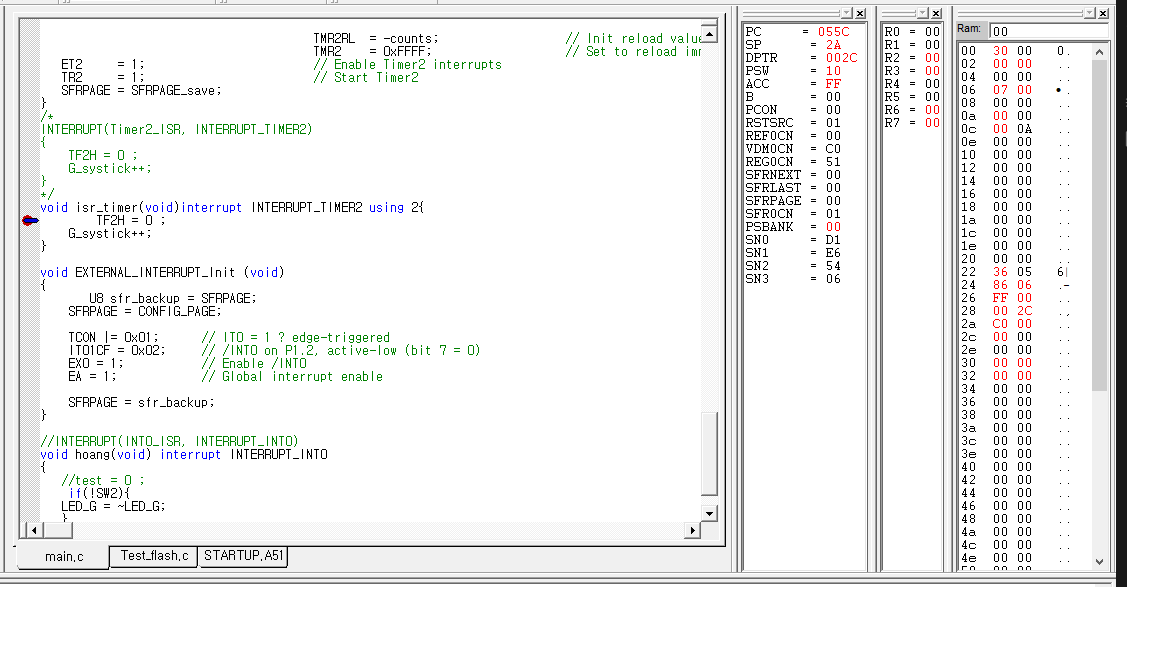 TMR2RL = -counts; // Init reload value
TMR2 = 0xFFFF; // Set to reload imm
ET2 = 1; // Enable Timer2 interrupts
TR2 = 1; // Start Timer2
SFRPAGE = SFRPAGE_save;
}
/*
INTERRUPT(Timer2_ISR, INTERRUPT_TIMER2)
{
TF2H = 0 ;
G_systick++;
}
*/
void isr_timer(void)interrupt INTERRUPT_TIMER2 using 2{
TF2H = 0 ;
G_systick++;
}
void EXTERNAL_INTERRUPT_Init (void)
{
U8 sfr_backup = SFRPAGE;
SFRPAGE = CONFIG_PAGE;
TCON |= 0x01; // IT0 = 1 ? edge-triggered
IT01CF = 0x02; // /INT0 on P1.2, active-low (bit 7 = 0)
EX0 = 1; // Enable /INT0
EA = 1; // Global interrupt enable
SFRPAGE = sfr_backup;
}
//INTERRUPT(INT0_ISR, INTERRUPT_INT0)
void hoang(void) interrupt INTERRUPT_INT0
{
//test = 0 ;
if(!SW2){
LED_G = ~LED_G;
}
main.c Test_flash.c STARTUP.A51
PC = 055C
SP = 2A
DPTR = 002C
PSW = 10
ACC = FF
B = 00
PCON = 00
RSTSRC = 01
REF0CN = 00
VDM0CN = C0
REG0CN = 51
SFRNEXT = 00
SFRLAST = 00
SFRPAGE = 00
SFR0CN = 01
PSBANK = 00
SN0 = D1
SN1 = E6
SN2 = 54
SN3 = 06
R0 = 00
R1 = 00
R2 = 00
R3 = 00
R4 = 00
R5 = 00
R6 = 00
R7 = 00
Ram: 00
00 30 00 0.
02 00 00 ..
04 00 00 ..
06 07 00 •.
08 00 00 ..
0a 00 00 ..
0c 00 0A ..
0e 00 00 ..
10 00 00 ..
12 00 00 ..
14 00 00 ..
16 00 00 ..
18 00 00 ..
1a 00 00 ..
1c 00 00 ..
1e 00 00 ..
20 00 00 ..
22 36 05 6|
24 86 06 .-
26 FF 00 ..
28 00 2C .,
2a C0 00 ..
2c 00 00 ..
2e 00 00 ..
30 00 00 ..
32 00 00 ..
34 00 00 ..
36 00 00 ..
38 00 00 ..
3a 00 00 ..
3c 00 00 ..
3e 00 00 ..
40 00 00 ..
42 00 00 ..
44 00 00 ..
46 00 00 ..
48 00 00 ..
4a 00 00 ..
4c 00 00 ..
4e 00 00 ..